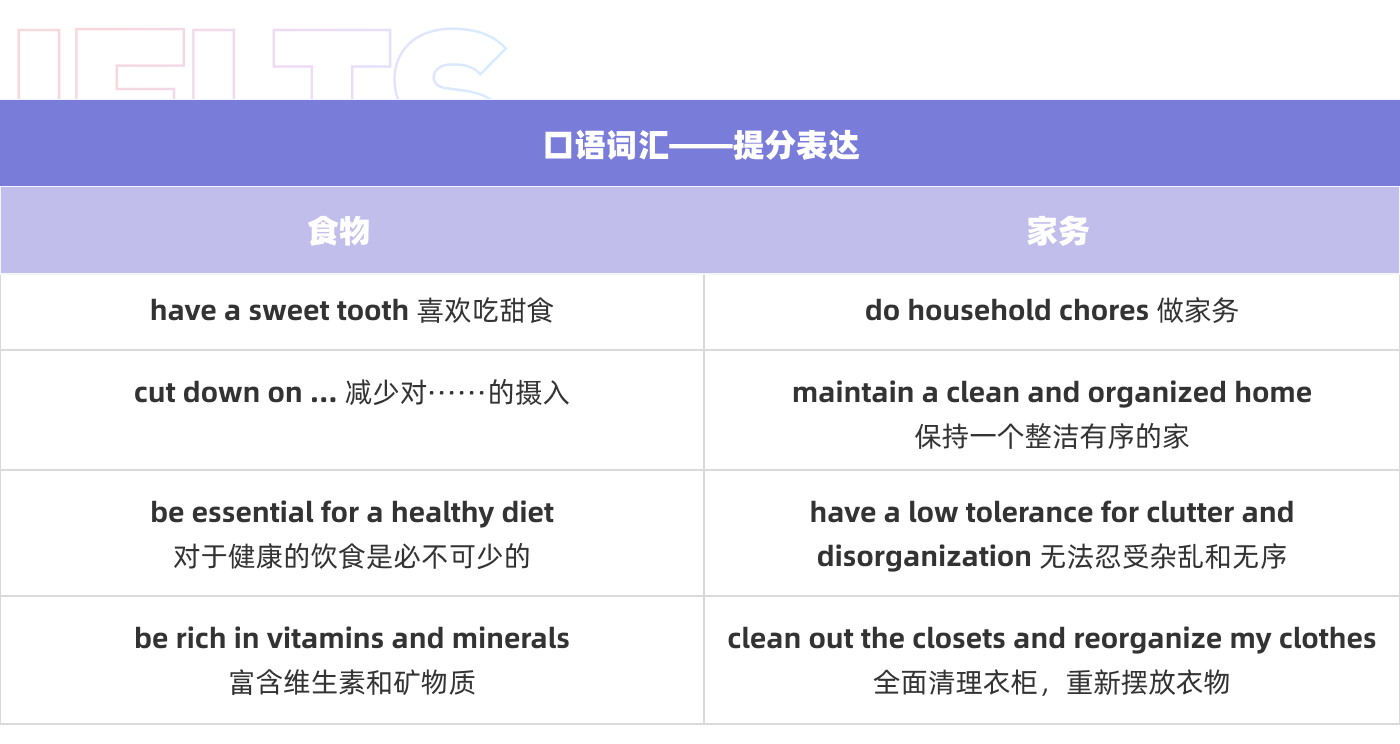 IELTS
口语词汇——提分表达
食物
家务
have a sweet tooth 喜欢吃甜食
do household chores 做家务
cut down on ... 减少对······的摄入
maintain a clean and organized home
保持一个整洁有序的家
be essential for a healthy diet
对于健康的饮食是必不可少的
have a low tolerance for clutter and
disorganization 无法忍受杂乱和无序
be rich in vitamins and minerals
富含维生素和矿物质
clean out the closets and reorganize my clothes
全面清理衣柜，重新摆放衣物